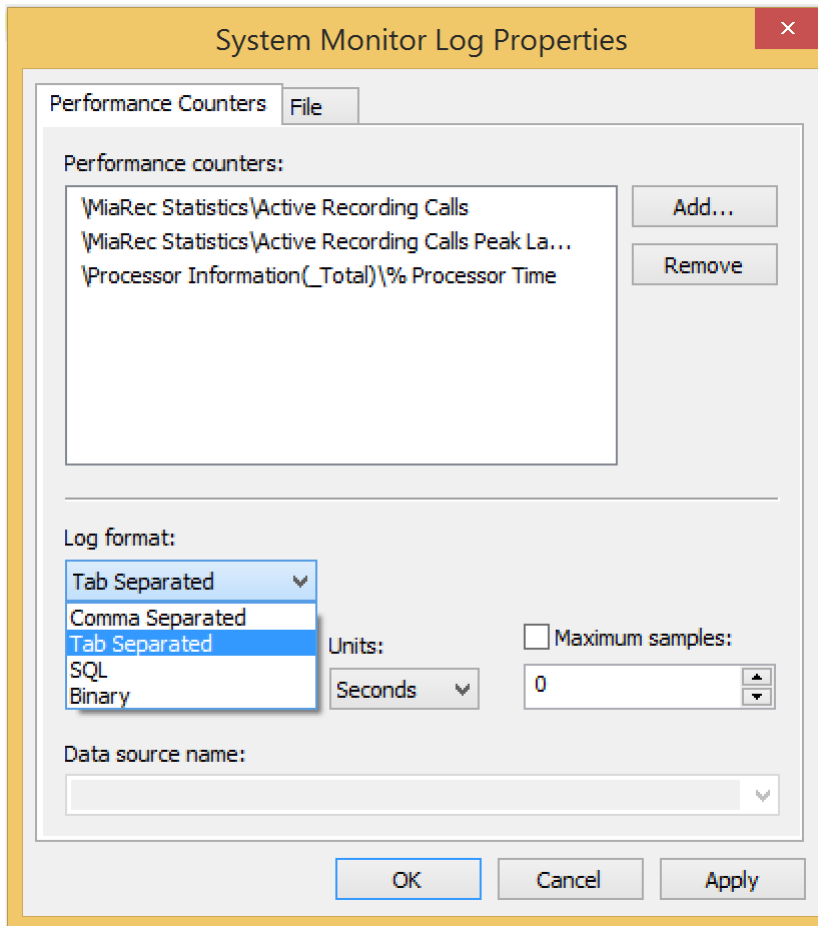 System Monitor Log Properties
Performance Counters
File
Performance counters:
\MiaRec Statistics\Active Recording Calls
\MiaRec Statistics\Active Recording Calls Peak La...
\Processor Information(_Total)\% Processor Time
Add...
Remove
Log format:
Tab Separated
Comma Separated
Tab Separated
SQL
Binary
Units:
Seconds
Maximum samples:
0
Data source name:
OK
Cancel
Apply